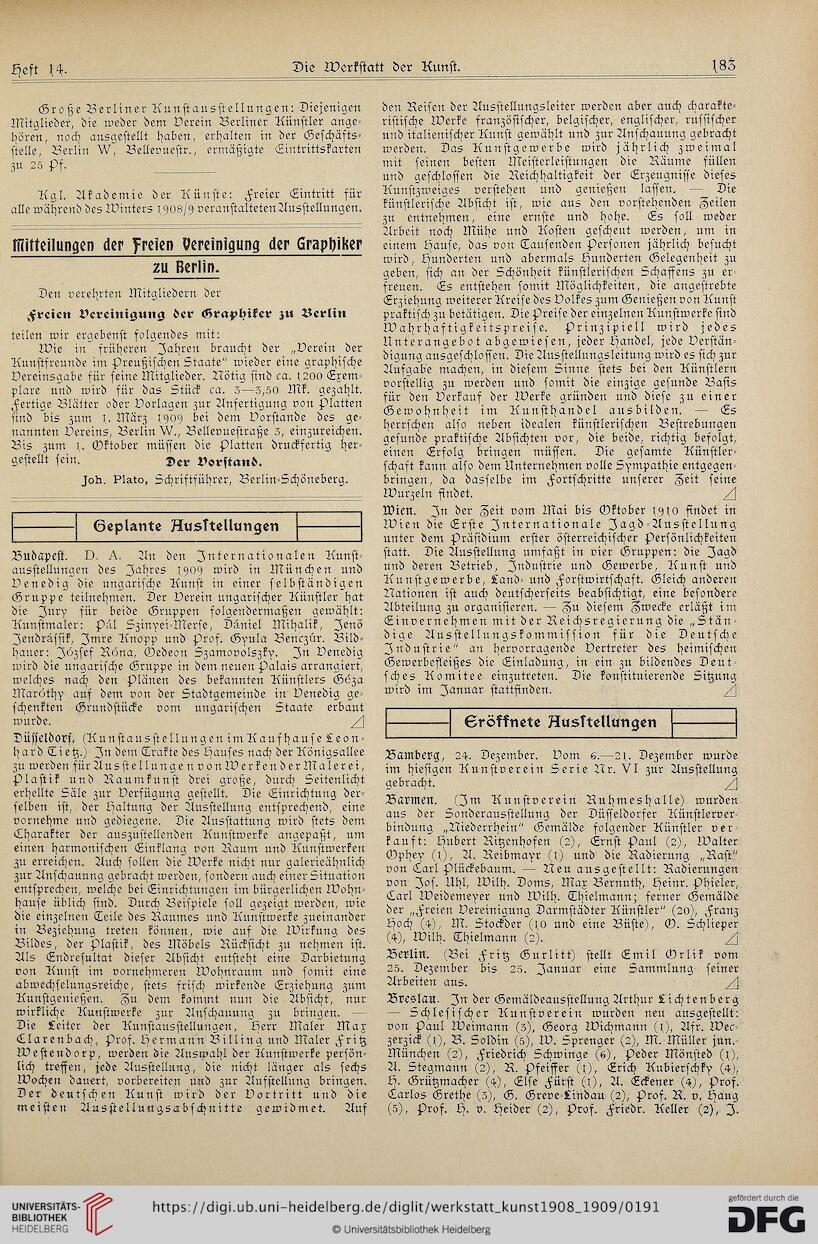 Heft 14.
Die Werkstatt der Kunst.
183
Große Berliner Kunstausstellungen: Diejenigen
Mitglieder, die weder dem Verein Berliner Künstler ange-
hören, noch ausgestellt haben, erhalten in der Geschäfts-
stelle, Berlin W, Bellevuestr., ermäßigte Eintrittskarten
zu 25 Pf.
Kgl. Akademie der Künste: Freier Eintritt für
alle während des Winters 1908/9 veranstalteten Ausstellungen.
Mitteilungen der Freien Vereinigung der Graphiker
zu Berlin.
Den verehrten Mitgliedern der
Freien Vereinigung der Graphiker zu Berlin
teilen wir ergebenst folgendes mit:
Wie in früheren Jahren braucht der „Verein der
Kunstfreunde im Preußischen Staate“ wieder eine graphische
Vereinsgabe für seine Mitglieder. Nötig sind ca. 1200 Exem-
plare und wird für das Stück ca. 3—3,50 Mk. gezahlt.
Fertige Blätter oder Vorlagen zur Anfertigung von Platten
sind bis zum 1. März 1909 bei dem Vorstande des ge-
nannten Vereins, Berlin W., Bellevuestraße 3, einzureichen.
Bis zum 1. Oktober müssen die Platten druckfertig her-
gestellt sein. Der Vorstand.
Joh. Plato, Schriftführer, Berlin-Schöneberg.
Geplante Ausstellungen
Budapest. D. A. An den Internationalen Kunst-
ausstellungen des Jahres 1909 wird in München und
Venedig die ungarische Kunst in einer selbständigen
Gruppe teilnehmen. Der Verein ungarischer Künstler hat
die Jury für beide Gruppen folgendermaßen gewählt:
Kunstmaler: Pál Szinyei-Merse, Dániel Mihalik, Jenö
Jendrássik, Imre Knopp und Prof. Gyula Benczúr. Bild-
hauer: József Róna, Gedeon Szamovolszky. In Venedig
wird die ungarische Gruppe in dem neuen Palais arrangiert,
welches nach den Plänen des bekannten Künstlers Géza
Maróthy auf dem von der Stadtgemeinde in Venedig ge-
schenkten Grundstücke vom ungarischen Staate erbaut
wurde.
Düsseldorf. (Kunstausstellungen im Kaufhause Leon-
hard Tietz.) In dem Trakte des Hauses nach der Königsallee
zu werden für Ausstellungen von Werken der Malerei,
Plastik und Raumkunst drei große, durch Seitenlicht
erhellte Säle zur Verfügung gestellt. Die Einrichtung der-
selben ist, der Haltung der Ausstellung entsprechend, eine
vornehme und gediegene. Die Ausstattung wird stets dem
Charakter der auszustellenden Kunstwerke angepaßt, um
einen harmonischen Einklang von Raum und Kunstwerken
zu erreichen. Auch sollen die Werke nicht nur galerieähnlich
zur Anschauung gebracht werden, sondern auch einer Situation
entsprechen, welche bei Einrichtungen im bürgerlichen Wohn-
hause üblich sind. Durch Beispiele soll gezeigt werden, wie
die einzelnen Teile des Raumes und Kunstwerke zueinander
in Beziehung treten können, wie auf die Wirkung des
Bildes, der Plastik, des Möbels Rücksicht zu nehmen ist.
Als Endresultat dieser Absicht entsteht eine Darbietung
von Kunst im vornehmeren Wohnraum und somit eine
abwechselungsreiche, stets frisch wirkende Erziehung zum
Kunstgenießen. Zu dem kommt nun die Absicht, nur
wirkliche Kunstwerke zur Anschauung zu bringen. —
Die Leiter der Kunstausstellungen, Herr Maler Max
Clarenbach, Prof. Hermann Billing und Maler Fritz
Westendorp, werden die Auswahl der Kunstwerke persön-
lich treffen, jede Ausstellung, die nicht länger als sechs
Wochen dauert, vorbereiten und zur Aufstellung bringen.
Der deutschen Kunst wird der Vortritt und die
meisten Ausstellungsabschnitte gewidmet. Auf
den Reisen der Ausstellungsleiter werden aber auch charakte-
ristische Werke französischer, belgischer, englischer, russischer
und italienischer Kunst gewählt und zur Anschauung gebracht
werden. Das Kunstgewerbe wird jährlich zweimal
mit seinen besten Meisterleistungen die Räume füllen
und geschlossen die Reichhaltigkeit der Erzeugnisse dieses
Kunstzweiges verstehen und genießen lassen. — Die
künstlerische Absicht ist, wie aus den vorstehenden Zeilen
zu entnehmen, eine ernste und hohe. Es soll weder
Arbeit noch Mühe und Kosten gescheut werden, um in
einem Hause, das von Tausenden Personen jährlich besucht
wird, Hunderten und abermals Hunderten Gelegenheit zu
geben, sich an der Schönheit künstlerischen Schaffens zu er-
freuen. Es entstehen somit Möglichkeiten, die angestrebte
Erziehung weiterer Kreise des Volkes zum Genießen von Kunst
praktisch zu betätigen. Die Preise der einzelnen Kunstwerke sind
Wahrhaftigkeitspreise. Prinzipiell wird jedes
Unterangebot abgewiesen, jeder Handel, jede Verstän-
digung ausgeschlossen. Die Ausstellungsleitung wird es sich zur
Aufgabe machen, in diesem Sinne stets bei den Künstlern
vorstellig zu werden und somit die einzige gesunde Basis
für den Verkauf der Werke gründen und diese zu einer
Gewohnheit im Kunsthandel ausbilden. — Es
herrschen also neben idealen künstlerischen Bestrebungen
gesunde praktische Absichten vor, die beide, richtig befolgt,
einen Erfolg bringen müssen. Die gesamte Künstler-
schaft kann also dem Unternehmen volle Sympathie entgegen-
bringen, da dasselbe im Fortschritte unserer Zeit seine
Wurzeln findet.
Wien. In der Zeit vom Mai bis Oktober 1910 findet in
Wien die Erste Internationale Jagd-Ausstellung
unter dem Präsidium erster österreichischer Persönlichkeiten
statt. Die Ausstellung umfaßt in vier Gruppen: die Jagd
und deren Betrieb, Industrie und Gewerbe, Kunst und
Kunstgewerbe, Land- und Forstwirtschaft. Gleich anderen
Nationen ist auch deutscherseits beabsichtigt, eine besondere
Abteilung zu organisieren. — Zu diesem Zwecke erläßt im
Einvernehmen mit der Reichsregierung die „Stän-
dige Ausstellungskommission für die Deutsche
Industrie“ an hervorragende Vertreter des heimischen
Gewerbefleißes die Einladung, in ein zu bildendes Deut-
sches Komitee einzutreten. Die konstituierende Sitzung
wird im Januar stattfinden.
Eröffnete Ausstellungen
Bamberg, 24. Dezember. Vom 6.—21. Dezember wurde
im hiesigen Kunstverein Serie Nr. VI zur Ausstellung
gebracht.
Barmen. (Im Kunstverein Ruhmeshalle) wurden
aus der Sonderausstellung der Düsseldorfer Künstlerver-
bindung „Niederrhein“ Gemälde folgender Künstler ver-
kauft: Hubert Ritzenhofen (2), Ernst Paul (2), Walter
Ophey (1), A. Reibmayr (1) und die Radierung „Rast“
von Carl Plückebaum. — Neu ausgestellt: Radierungen
von Jos. Uhl, Wilh. Doms, Max Bernuth, Heinr. Phieler,
Carl Weidemeyer und Wilh. Thielmann; ferner Gemälde
der „Freien Vereinigung Darmstädter Künstler“ (20), Franz
Hoch (4), M. Stockder (10 und eine Büste), O. Schlieper
(4), Wilh. Thielmann (2).
Berlin. (Bei Fritz Gurlitt) stellt Emil Orlik vom
25. Dezember bis 25. Januar eine Sammlung seiner
Arbeiten aus.
Breslau. In der Gemäldeausstellung Arthur Lichtenberg
— Schlesischer Kunstverein wurden neu ausgestellt:
von Paul Weimann (3), Georg Wichmann (1), Alfr. Wec-
zerzick (1), B. Soldin (5), W. Sprenger (2), M. Müller jun.-
München (2), Friedrich Schwinge (6), Peder Mönsted (1),
A. Stegmann (2), R. Pfeiffer (1), Erich Kubierschky (4),
H. Grützmacher (4), Else Fürst (1), A. Eckener (4), Prof.
Carlos Grethe (3), G. Greve-Lindau (2), Prof. R. v. Haug
(5), Prof. H. v. Heider (2), Prof. Friedr. Keller (2), J.
UNIVERSITÄTS-
BIBLIOTHEK
HEIDELBERG
https://digi.ub.uni-heidelberg.de/diglit/werkstatt_kunst1908_1909/0191
© Universitätsbibliothek Heidelberg
gefördert durch die
DFG